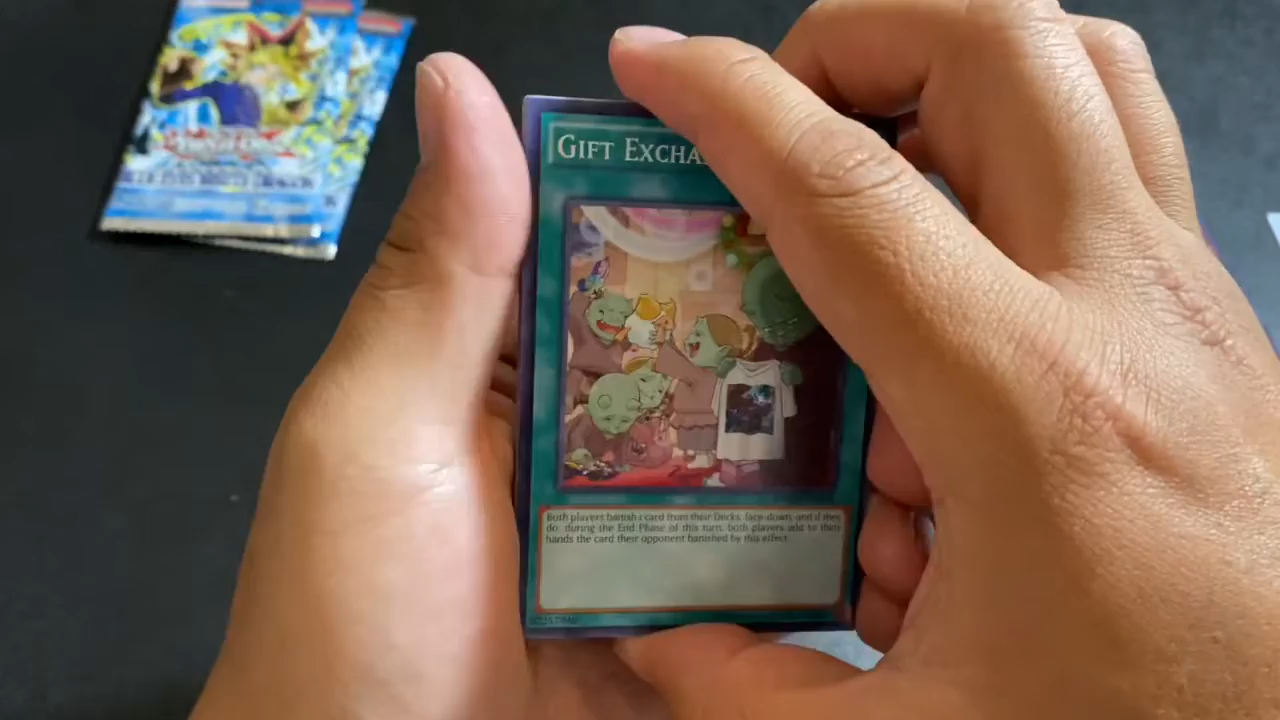 GIFT EXCHA
Both players banish 1 card from their Decks, face-down, and if they
do, during the End Phase of this turn, both players add to their
hands the card their opponent banished by this effect.